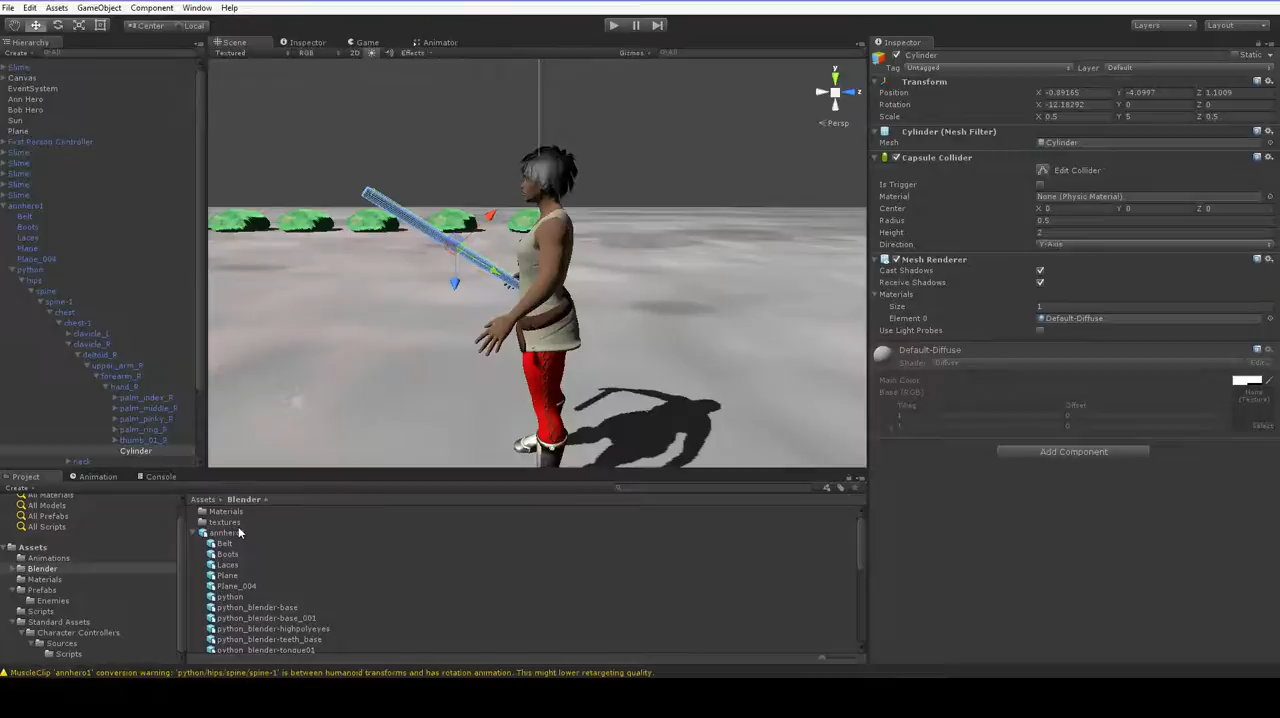 File Edit Assets GameObject Component Window Help
Center Local Layers Layout
Hierarchy Scene Inspector Game Animator Inspector
Create Textured RGB 2D Effects Gizmos Cylinder Static
Slime Tag Untagged Layer Default
Canvas Transform
EventSystem Position X -0.89165 Y -4.0997 Z 1.1009
Ann Hero Rotation X -12.18292 Y 0 Z 0
Bob Hero Scale X 0.5 Y 5 Z 0.5
Sun
Plane Cylinder (Mesh Filter)
First Person Controller Mesh Cylinder
Slime Capsule Collider
Slime Edit Collider
Slime Is Trigger
Slime Material None (Physic Material)
annhero1 Center X 0 Y 0 Z 0
Belt Radius 0.5
Boots Height 2
Laces Direction Y-Axis
Plane Mesh Renderer
Plane_004 Cast Shadows
python Receive Shadows
hips Materials
spine Size 1
spine-1 Element 0 Default-Diffuse
chest Use Light Probes
chest-1
clavicle_L Default-Diffuse
clavicle_R Shader Diffuse Edit...
deltoid_R Main Color
upper_arm_R Base (RGB) None (Texture)
forearm_R Tiling Offset
hand_R x 1 0
palm_index_R y 1 0 Select
palm_middle_R
palm_pinky_R
palm_ring_R
thumb_01_R
Cylinder Add Component
neck
y
z
Persp
Project Animation Console
Create
All Materials Assets Blender
All Models Materials
All Prefabs textures
All Scripts
Assets Belt
Animations Boots
Blender Laces
Materials Plane
Prefabs Plane_004
Enemies python
Scripts python_blender-base
Standard Assets python_blender-base_001
Character Controllers python_blender-highpolyeyes
Sources python_blender-teeth_base
Scripts python_blender-tongue01
MuscleClip 'annhero1' conversion warning: 'python/hips/spine/spine-1' is between humanoid transforms and has rotation animation. This might lower retargeting quality.